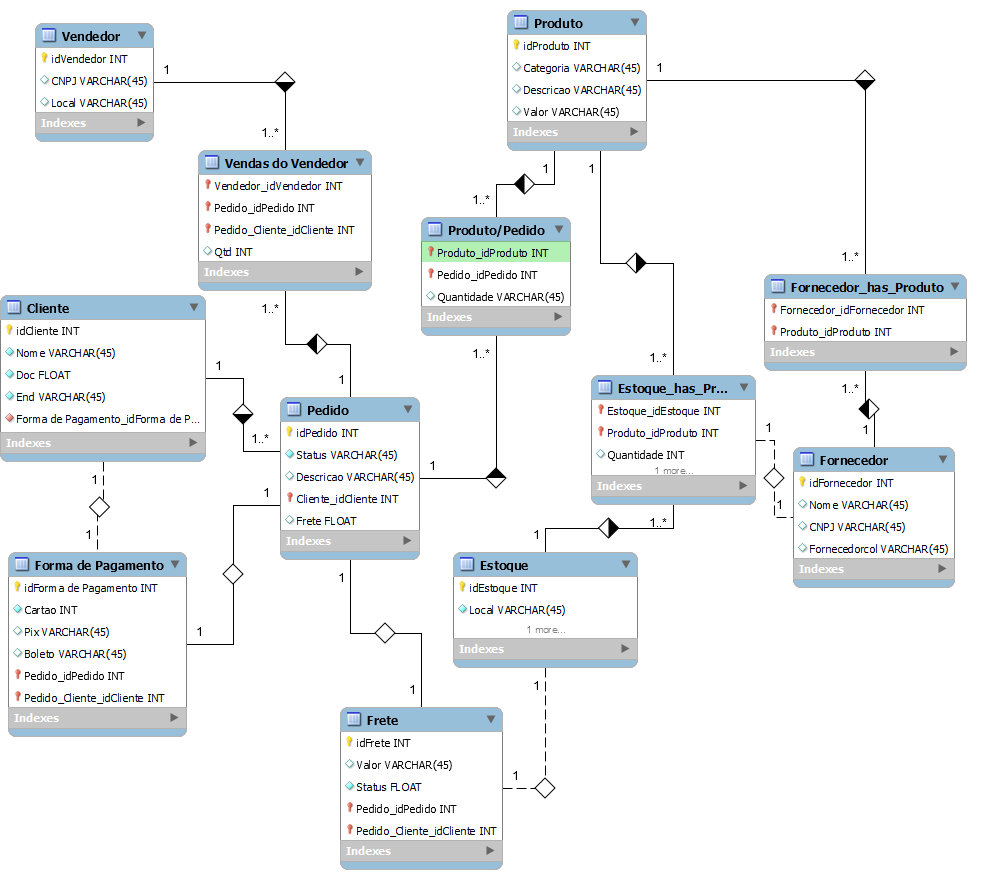 Vendedor
idVendedor INT
CNPJ VARCHAR(45)
Local VARCHAR(45)
Indexes
1
1..*
Vendas do Vendedor
Vendedor_idVendedor INT
Pedido_idPedido INT
Pedido_Cliente_idCliente INT
Qtd INT
Indexes
1..*
1
Produto
idProduto INT
Categoria VARCHAR(45)
Descricao VARCHAR(45)
Valor VARCHAR(45)
Indexes
1
1
1
1..*
1..*
1..*
Produto/Pedido
Produto_idProduto INT
Pedido_idPedido INT
Quantidade VARCHAR(45)
Indexes
1..*
1
Fornecedor_has_Produto
Fornecedor_idFornecedor INT
Produto_idProduto INT
Indexes
1..*
1
Cliente
idCliente INT
Nome VARCHAR(45)
Doc FLOAT
End VARCHAR(45)
Forma de Pagamento_idForma de P...
Indexes
1
1..*
1
1
Pedido
idPedido INT
Status VARCHAR(45)
Descricao VARCHAR(45)
Cliente_idCliente INT
Frete FLOAT
Indexes
1
1
1
1
Estoque_has_Pr...
Estoque_idEstoque INT
Produto_idProduto INT
Quantidade INT
1 more...
Indexes
1
1
1..*
1
Fornecedor
idFornecedor INT
Nome VARCHAR(45)
CNPJ VARCHAR(45)
Fornecedorcol VARCHAR(45)
Indexes
Forma de Pagamento
idForma de Pagamento INT
Cartao INT
Pix VARCHAR(45)
Boleto VARCHAR(45)
Pedido_idPedido INT
Pedido_Cliente_idCliente INT
Indexes
Estoque
idEstoque INT
Local VARCHAR(45)
1 more...
Indexes
1
1
Frete
idFrete INT
Valor VARCHAR(45)
Status FLOAT
Pedido_idPedido INT
Pedido_Cliente_idCliente INT
Indexes